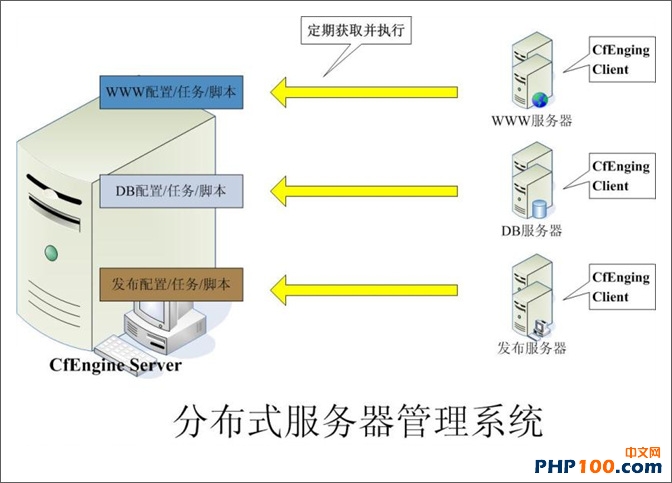 定期获取并执行
CfEnging
Client
WWW配置/任务/脚本
WWW服务器
CfEnging
Client
DB配置/任务/脚本
DB服务器
CfEnging
Client
发布配置/任务/脚本
发布服务器
CfEngine Server
分布式服务器管理系统
中文网
PHP100.com